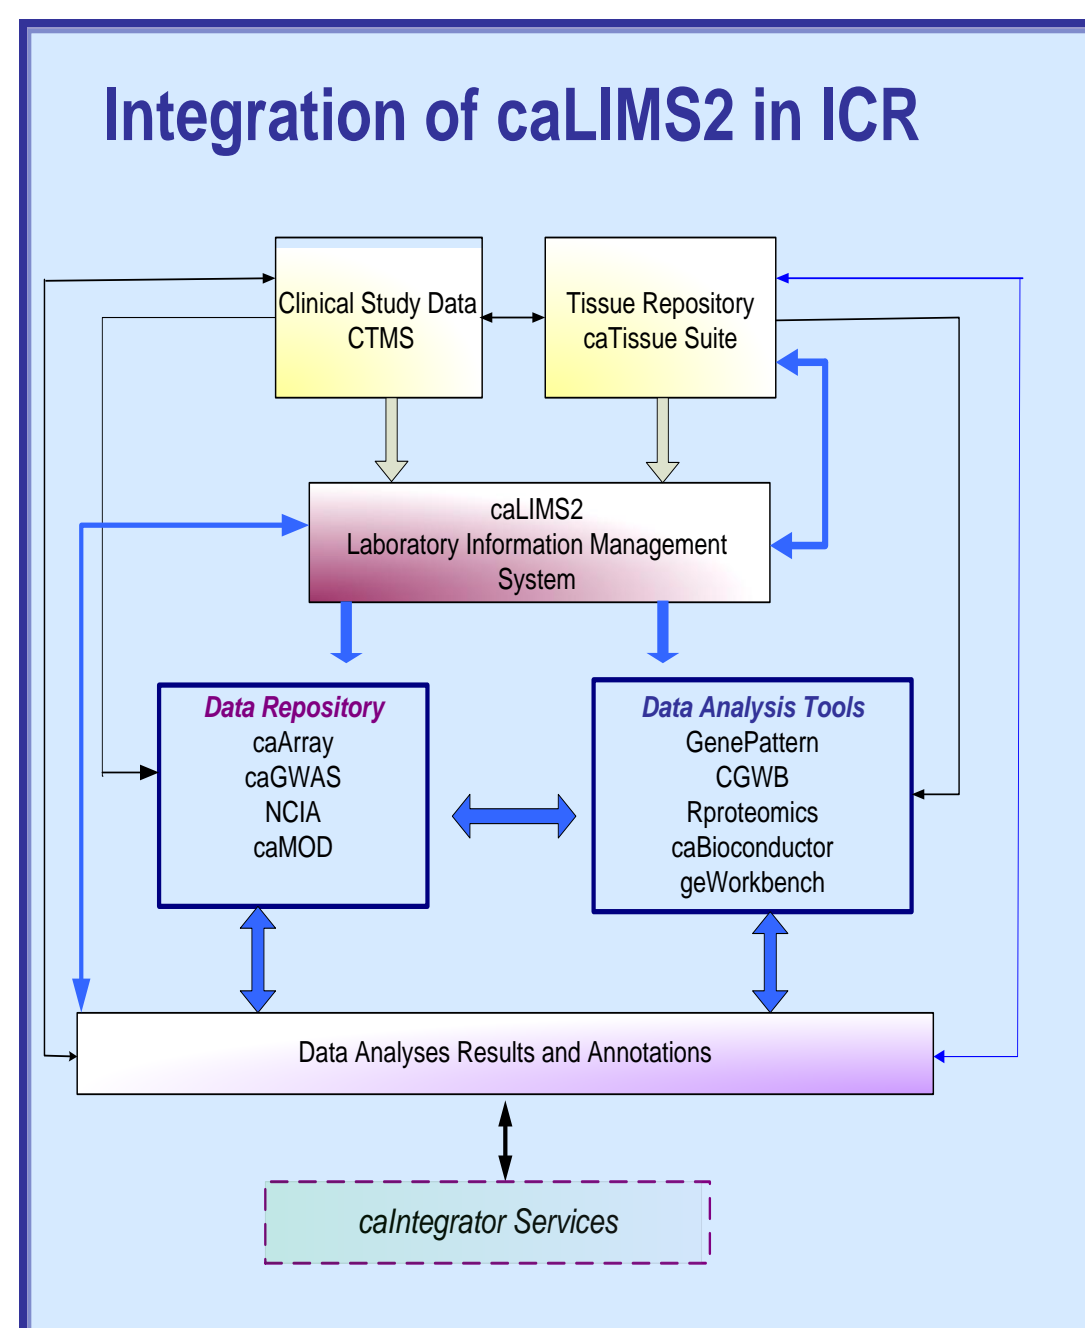 Integration of caLIMS2 in ICR
Clinical Study Data
CTMS
Tissue Repository
caTissue Suite
caLIMS2
Laboratory Information Management
System
Data Repository
caArray
caGWAS
NCIA
caMOD
Data Analysis Tools
GenePattern
CGWB
Rproteomics
caBioconductor
geWorkbench
Data Analyses Results and Annotations
caIntegrator Services